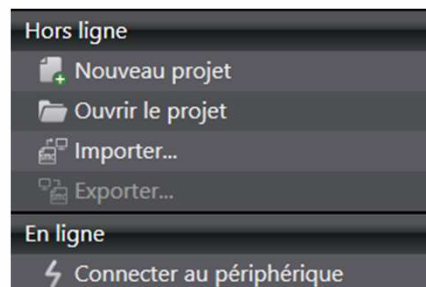 Hors ligne
Nouveau projet
Ouvrir le projet
Importer...
Exporter...
En ligne
Connecter au périphérique